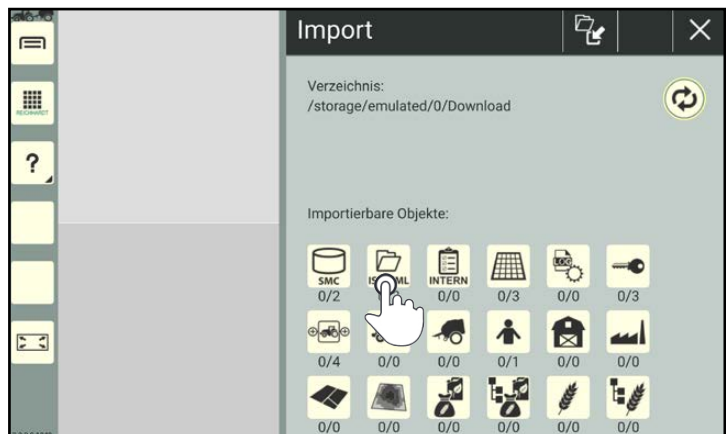 Import
Verzeichnis:
/storage/emulated/0/Download
REICHHARDT
?
Importierbare Objekte:
SMC INTERN LOG
0/2 0/0 0/3 0/0 0/3
0/4 0/0 0/0 0/1 0/0 0/0
0/0 0/0 0/0 0/0 0/0 0/0